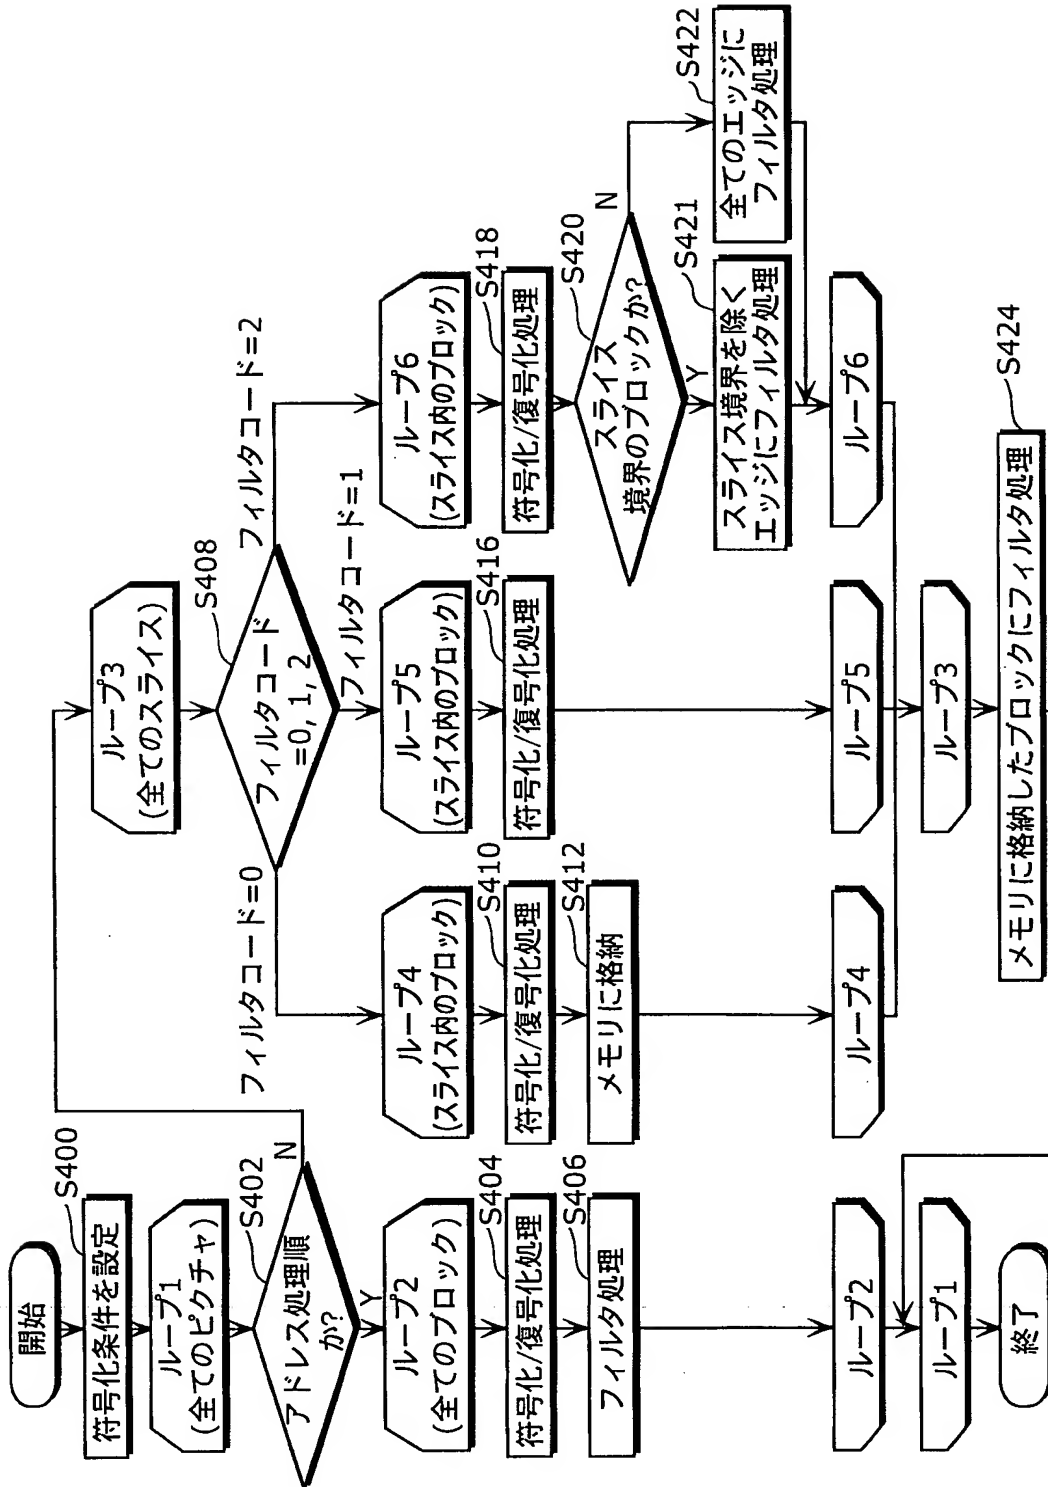 開始
S400
符号化条件を設定
ループ1
(全てのピクチャ)
S402
アドレス処理順
か?
N
Y
ループ2
(全てのブロック)
S404
符号化/復号化処理
S406
フィルタ処理
ループ2
ループ1
終了
ループ3
(全てのスライス)
S408
フィルタコード
=0, 1, 2
フィルタコード=0
フィルタコード=1
フィルタコード=2
ループ4
(スライス内のブロック)
S410
符号化/復号化処理
S412
メモリに格納
ループ4
ループ5
(スライス内のブロック)
S416
符号化/復号化処理
ループ5
ループ6
(スライス内のブロック)
S418
符号化/復号化処理
S420
スライス
境界のブロックか?
N
Y
S421
スライス境界を除く
エッジにフィルタ処理
S422
全てのエッジに
フィルタ処理
ループ6
ループ3
S424
メモリに格納したブロックにフィルタ処理